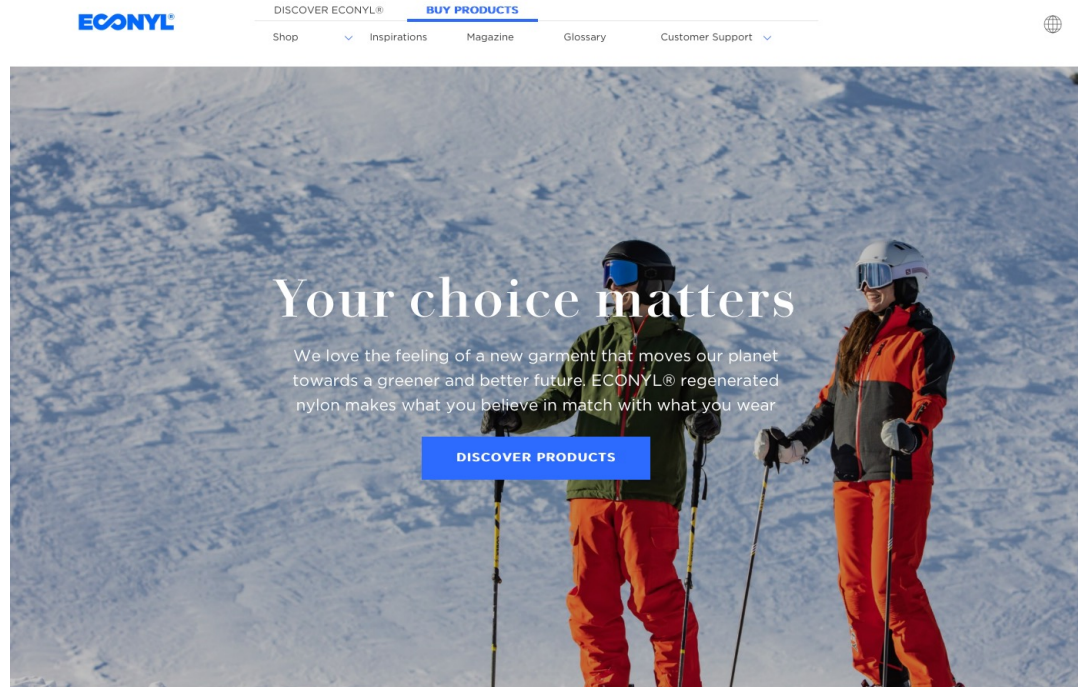 ECONYL®
DISCOVER ECONYL®
BUY PRODUCTS
Shop
Inspirations
Magazine
Glossary
Customer Support
Your choice matters
We love the feeling of a new garment that moves our planet
towards a greener and better future. ECONYL® regenerated
nylon makes what you believe in match with what you wear
DISCOVER PRODUCTS